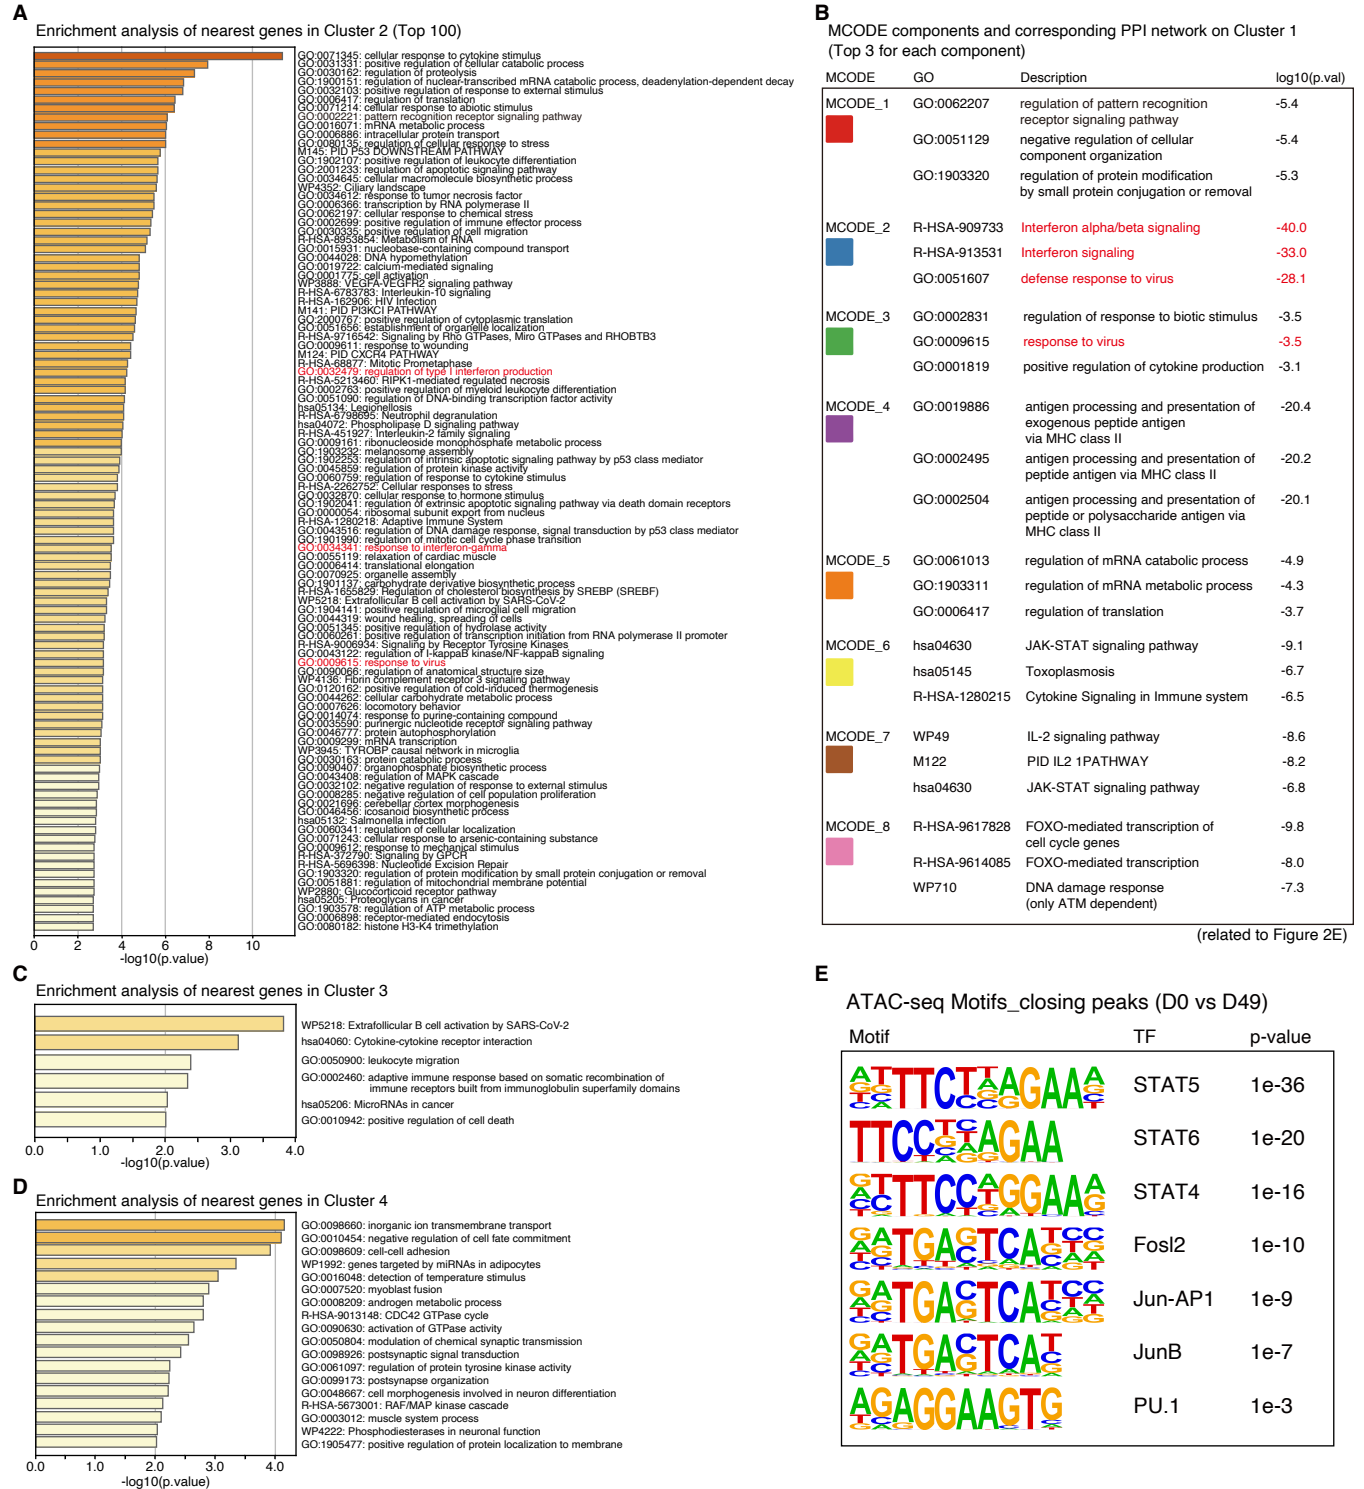 A
Enrichment analysis of nearest genes in Cluster 2 (Top 100)
GO:0071345: cellular response to cytokine stimulus
GO:0031331: positive regulation of cellular catabolic process
GO:0030162: regulation of proteolysis
GO:1900151: regulation of nuclear-transcribed mRNA catabolic process, deadenylation-dependent decay
GO:0032103: positive regulation of response to external stimulus
GO:0006417: regulation of translation
GO:0071214: cellular response to abiotic stimulus
GO:0002221: pattern recognition receptor signaling pathway
GO:0016071: mRNA metabolic process
GO:0006886: intracellular protein transport
GO:0080135: regulation of cellular response to stress
M145: PID P53 DOWNSTREAM PATHWAY
GO:1902107: positive regulation of leukocyte differentiation
GO:2001233: regulation of apoptotic signaling pathway
GO:0034645: cellular macromolecule biosynthetic process
WP4352: Ciliary landscape
GO:0034612: response to tumor necrosis factor
GO:0006366: transcription by RNA polymerase II
GO:0062197: cellular response to chemical stress
GO:0002699: positive regulation of immune effector process
GO:0030335: positive regulation of cell migration
R-HSA-8953854: Metabolism of RNA
GO:0015931: nucleobase-containing compound transport
GO:0044028: DNA hypomethylation
GO:0019722: calcium-mediated signaling
GO:0001775: cell activation
WP3888: VEGFA-VEGFR2 signaling pathway
R-HSA-6783783: Interleukin-10 signaling
R-HSA-162906: HIV Infection
M141: PID PI3KCI PATHWAY
GO:2000767: positive regulation of cytoplasmic translation
GO:0051656: establishment of organelle localization
R-HSA-9716542: Signaling by Rho GTPases, Miro GTPases and RHOBTB3
GO:0009611: response to wounding
M124: PID CXCR4 PATHWAY
R-HSA-68877: Mitotic Prometaphase
GO:0032479: regulation of type I interferon production
R-HSA-5213460: RIPK1-mediated regulated necrosis
GO:0002763: positive regulation of myeloid leukocyte differentiation
GO:0051090: regulation of DNA-binding transcription factor activity
hsa05134: Legionellosis
R-HSA-6798695: Neutrophil degranulation
hsa04072: Phospholipase D signaling pathway
R-HSA-451927: Interleukin-2 family signaling
GO:0009161: ribonucleoside monophosphate metabolic process
GO:1903232: melanosome assembly
GO:1902253: regulation of intrinsic apoptotic signaling pathway by p53 class mediator
GO:0045859: regulation of protein kinase activity
GO:0060759: regulation of response to cytokine stimulus
R-HSA-2262752: Cellular responses to stress
GO:0032870: cellular response to hormone stimulus
GO:1902041: regulation of extrinsic apoptotic signaling pathway via death domain receptors
GO:0000054: ribosomal subunit export from nucleus
R-HSA-1280218: Adaptive Immune System
GO:0043516: regulation of DNA damage response, signal transduction by p53 class mediator
GO:1901990: regulation of mitotic cell cycle phase transition
GO:0034341: response to interferon-gamma
GO:0055119: relaxation of cardiac muscle
GO:0006414: translational elongation
GO:0070925: organelle assembly
GO:1901137: carbohydrate derivative biosynthetic process
R-HSA-1655829: Regulation of cholesterol biosynthesis by SREBP (SREBF)
WP5218: Extrafollicular B cell activation by SARS-CoV-2
GO:1904141: positive regulation of microglial cell migration
GO:0044319: wound healing, spreading of cells
GO:0051345: positive regulation of hydrolase activity
GO:0060261: positive regulation of transcription initiation from RNA polymerase II promoter
R-HSA-9006934: Signaling by Receptor Tyrosine Kinases
GO:0043122: regulation of I-kappaB kinase/NF-kappaB signaling
GO:0009615: response to virus
GO:0090066: regulation of anatomical structure size
WP4136: Fibrin complement receptor 3 signaling pathway
GO:0120162: positive regulation of cold-induced thermogenesis
GO:0044262: cellular carbohydrate metabolic process
GO:0007626: locomotory behavior
GO:0014074: response to purine-containing compound
GO:0035590: purinergic nucleotide receptor signaling pathway
GO:0046777: protein autophosphorylation
GO:0009299: mRNA transcription
WP3945: TYROBP causal network in microglia
GO:0030163: protein catabolic process
GO:0090407: organophosphate biosynthetic process
GO:0043408: regulation of MAPK cascade
GO:0032102: negative regulation of response to external stimulus
GO:0008285: negative regulation of cell population proliferation
GO:0021696: cerebellar cortex morphogenesis
GO:0046456: icosanoid biosynthetic process
hsa05132: Salmonella infection
GO:0060341: regulation of cellular localization
GO:0071243: cellular response to arsenic-containing substance
GO:0009612: response to mechanical stimulus
R-HSA-372790: Signaling by GPCR
R-HSA-5696398: Nucleotide Excision Repair
GO:1903320: regulation of protein modification by small protein conjugation or removal
GO:0051881: regulation of mitochondrial membrane potential
WP2880: Glucocorticoid receptor pathway
hsa05205: Proteoglycans in cancer
GO:1903578: regulation of ATP metabolic process
GO:0006898: receptor-mediated endocytosis
GO:0080182: histone H3-K4 trimethylation
0 2 4 6 8 10
-log10(p.value)
B
MCODE components and corresponding PPI network on Cluster 1
(Top 3 for each component)
MCODE GO Description log10(p.val)
MCODE_1 GO:0062207 regulation of pattern recognition receptor signaling pathway -5.4
GO:0051129 negative regulation of cellular component organization -5.4
GO:1903320 regulation of protein modification by small protein conjugation or removal -5.3
MCODE_2 R-HSA-909733 Interferon alpha/beta signaling -40.0
R-HSA-913531 Interferon signaling -33.0
GO:0051607 defense response to virus -28.1
MCODE_3 GO:0002831 regulation of response to biotic stimulus -3.5
GO:0009615 response to virus -3.5
GO:0001819 positive regulation of cytokine production -3.1
MCODE_4 GO:0019886 antigen processing and presentation of exogenous peptide antigen via MHC class II -20.4
GO:0002495 antigen processing and presentation of peptide antigen via MHC class II -20.2
GO:0002504 antigen processing and presentation of peptide or polysaccharide antigen via MHC class II -20.1
MCODE_5 GO:0061013 regulation of mRNA catabolic process -4.9
GO:1903311 regulation of mRNA metabolic process -4.3
GO:0006417 regulation of translation -3.7
MCODE_6 hsa04630 JAK-STAT signaling pathway -9.1
hsa05145 Toxoplasmosis -6.7
R-HSA-1280215 Cytokine Signaling in Immune system -6.5
MCODE_7 WP49 IL-2 signaling pathway -8.6
M122 PID IL2 1PATHWAY -8.2
hsa04630 JAK-STAT signaling pathway -6.8
MCODE_8 R-HSA-9617828 FOXO-mediated transcription of cell cycle genes -9.8
R-HSA-9614085 FOXO-mediated transcription -8.0
WP710 DNA damage response (only ATM dependent) -7.3
(related to Figure 2E)
C
Enrichment analysis of nearest genes in Cluster 3
WP5218: Extrafollicular B cell activation by SARS-CoV-2
hsa04060: Cytokine-cytokine receptor interaction
GO:0050900: leukocyte migration
GO:0002460: adaptive immune response based on somatic recombination of
immune receptors built from immunoglobulin superfamily domains
hsa05206: MicroRNAs in cancer
GO:0010942: positive regulation of cell death
0.0 1.0 2.0 3.0 4.0
-log10(p.value)
D
Enrichment analysis of nearest genes in Cluster 4
GO:0098660: inorganic ion transmembrane transport
GO:0010454: negative regulation of cell fate commitment
GO:0098609: cell-cell adhesion
WP1992: genes targeted by miRNAs in adipocytes
GO:0016048: detection of temperature stimulus
GO:0007520: myoblast fusion
GO:0008209: androgen metabolic process
R-HSA-9013148: CDC42 GTPase cycle
GO:0090630: activation of GTPase activity
GO:0050804: modulation of chemical synaptic transmission
GO:0098926: postsynaptic signal transduction
GO:0061097: regulation of protein tyrosine kinase activity
GO:0099173: postsynapse organization
GO:0048667: cell morphogenesis involved in neuron differentiation
R-HSA-5673001: RAF/MAP kinase cascade
GO:0003012: muscle system process
WP4222: Phosphodiesterases in neuronal function
GO:1905477: positive regulation of protein localization to membrane
0.0 1.0 2.0 3.0 4.0
-log10(p.value)
E
ATAC-seq Motifs_closing peaks (D0 vs D49)
Motif TF p-value
STAT5 1e-36
STAT6 1e-20
STAT4 1e-16
Fosl2 1e-10
Jun-AP1 1e-9
JunB 1e-7
PU.1 1e-3